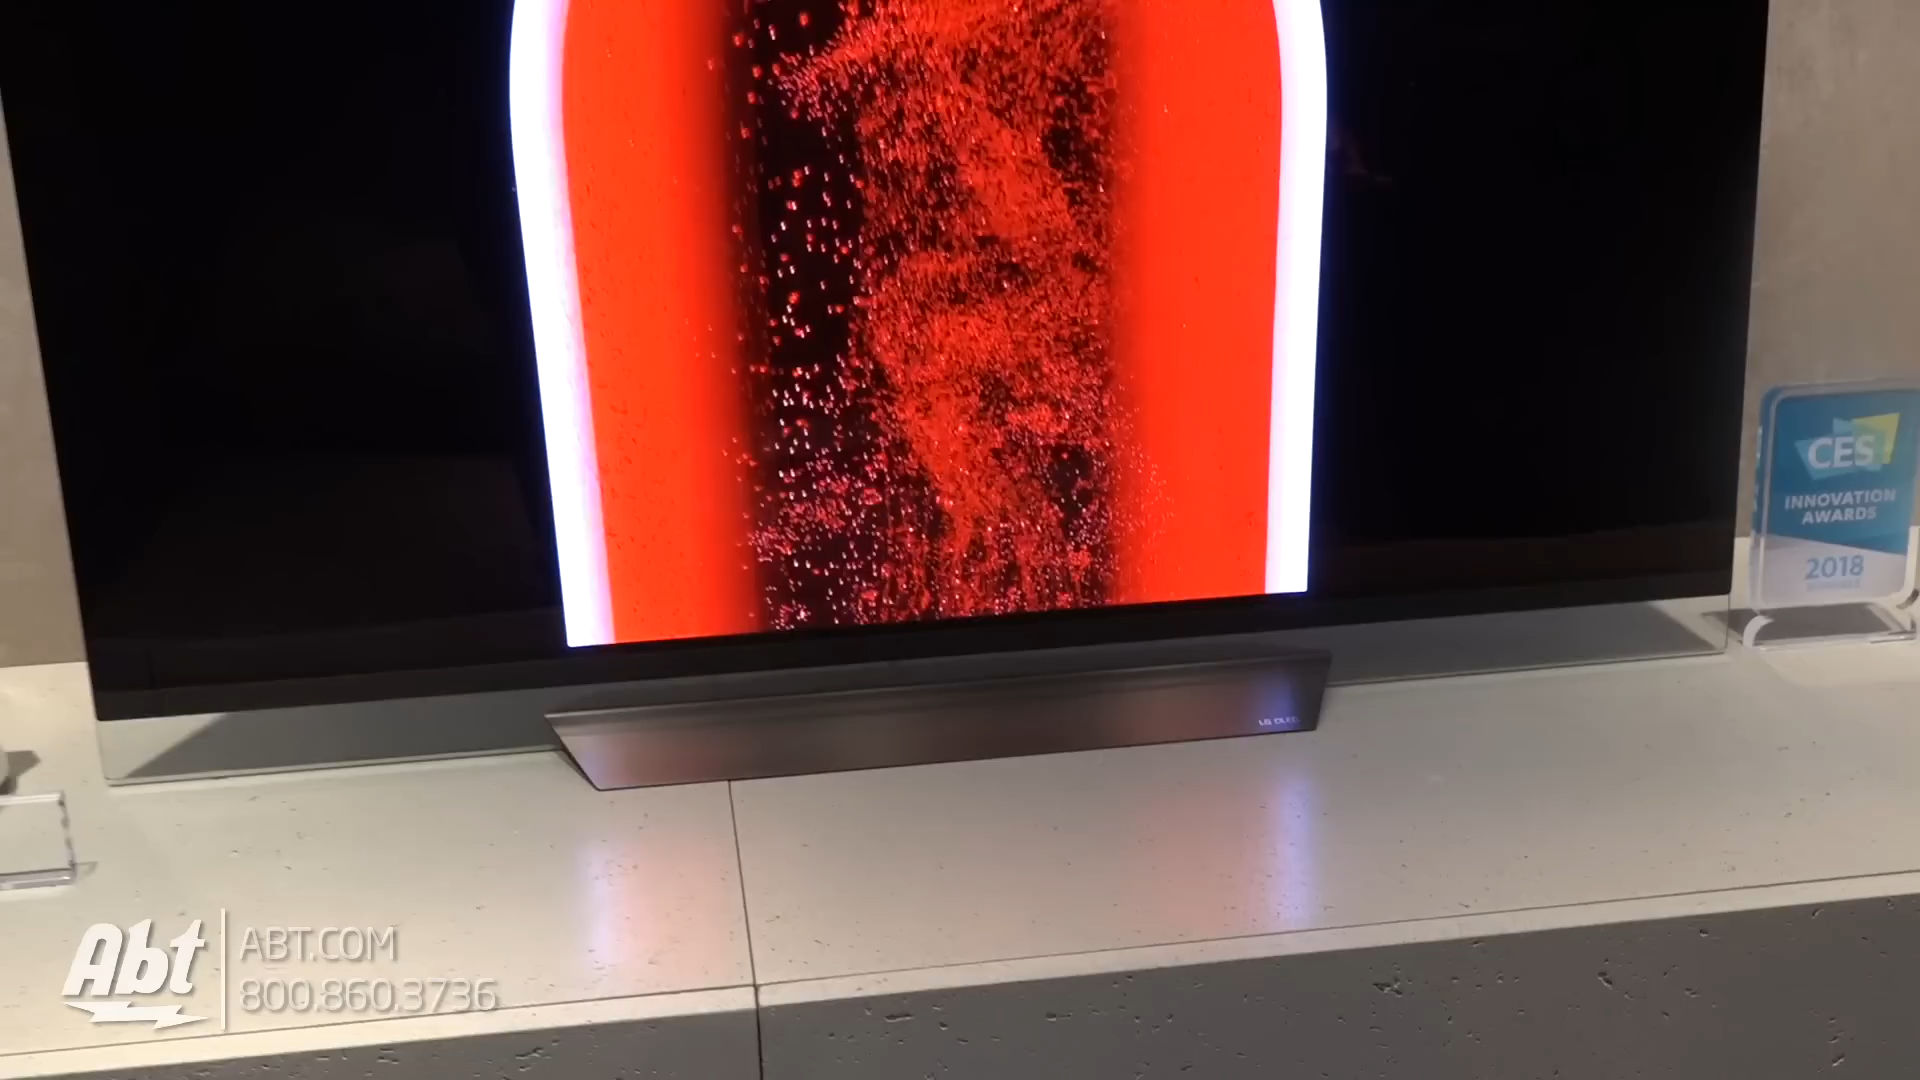 CES
INNOVATION
AWARDS
2018
LG OLED
Abt
ABT.COM
800.860.3736